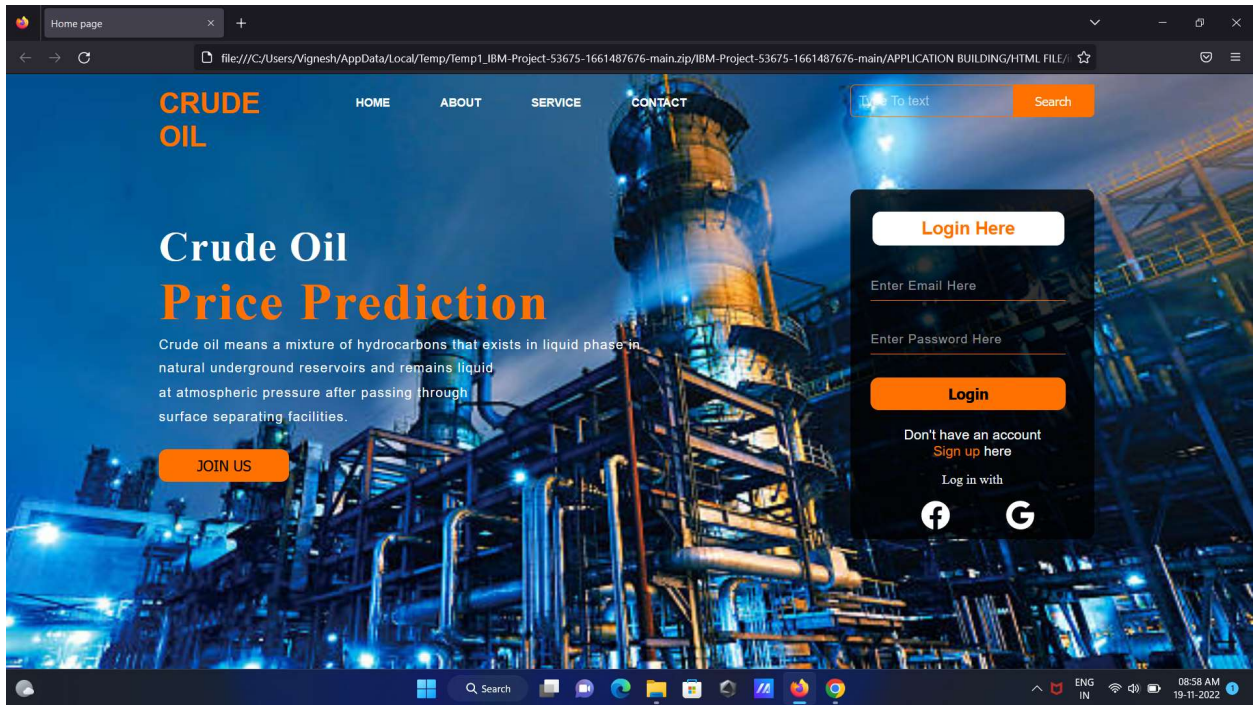 Home page
file:///C:/Users/Vignesh/AppData/Local/Temp/Temp1_IBM-Project-53675-1661487676-main.zip/IBM-Project-53675-1661487676-main/APPLICATION BUILDING/HTML FILE/
CRUDE
OIL
HOME ABOUT SERVICE CONTACT
Type To text
Search
Crude Oil
Price Prediction
Crude oil means a mixture of hydrocarbons that exists in liquid phase in
natural underground reservoirs and remains liquid
at atmospheric pressure after passing through
surface separating facilities.
JOIN US
Login Here
Enter Email Here
Enter Password Here
Login
Don't have an account
Sign up here
Log in with
Search
ENG
IN
08:58 AM
19-11-2022
1